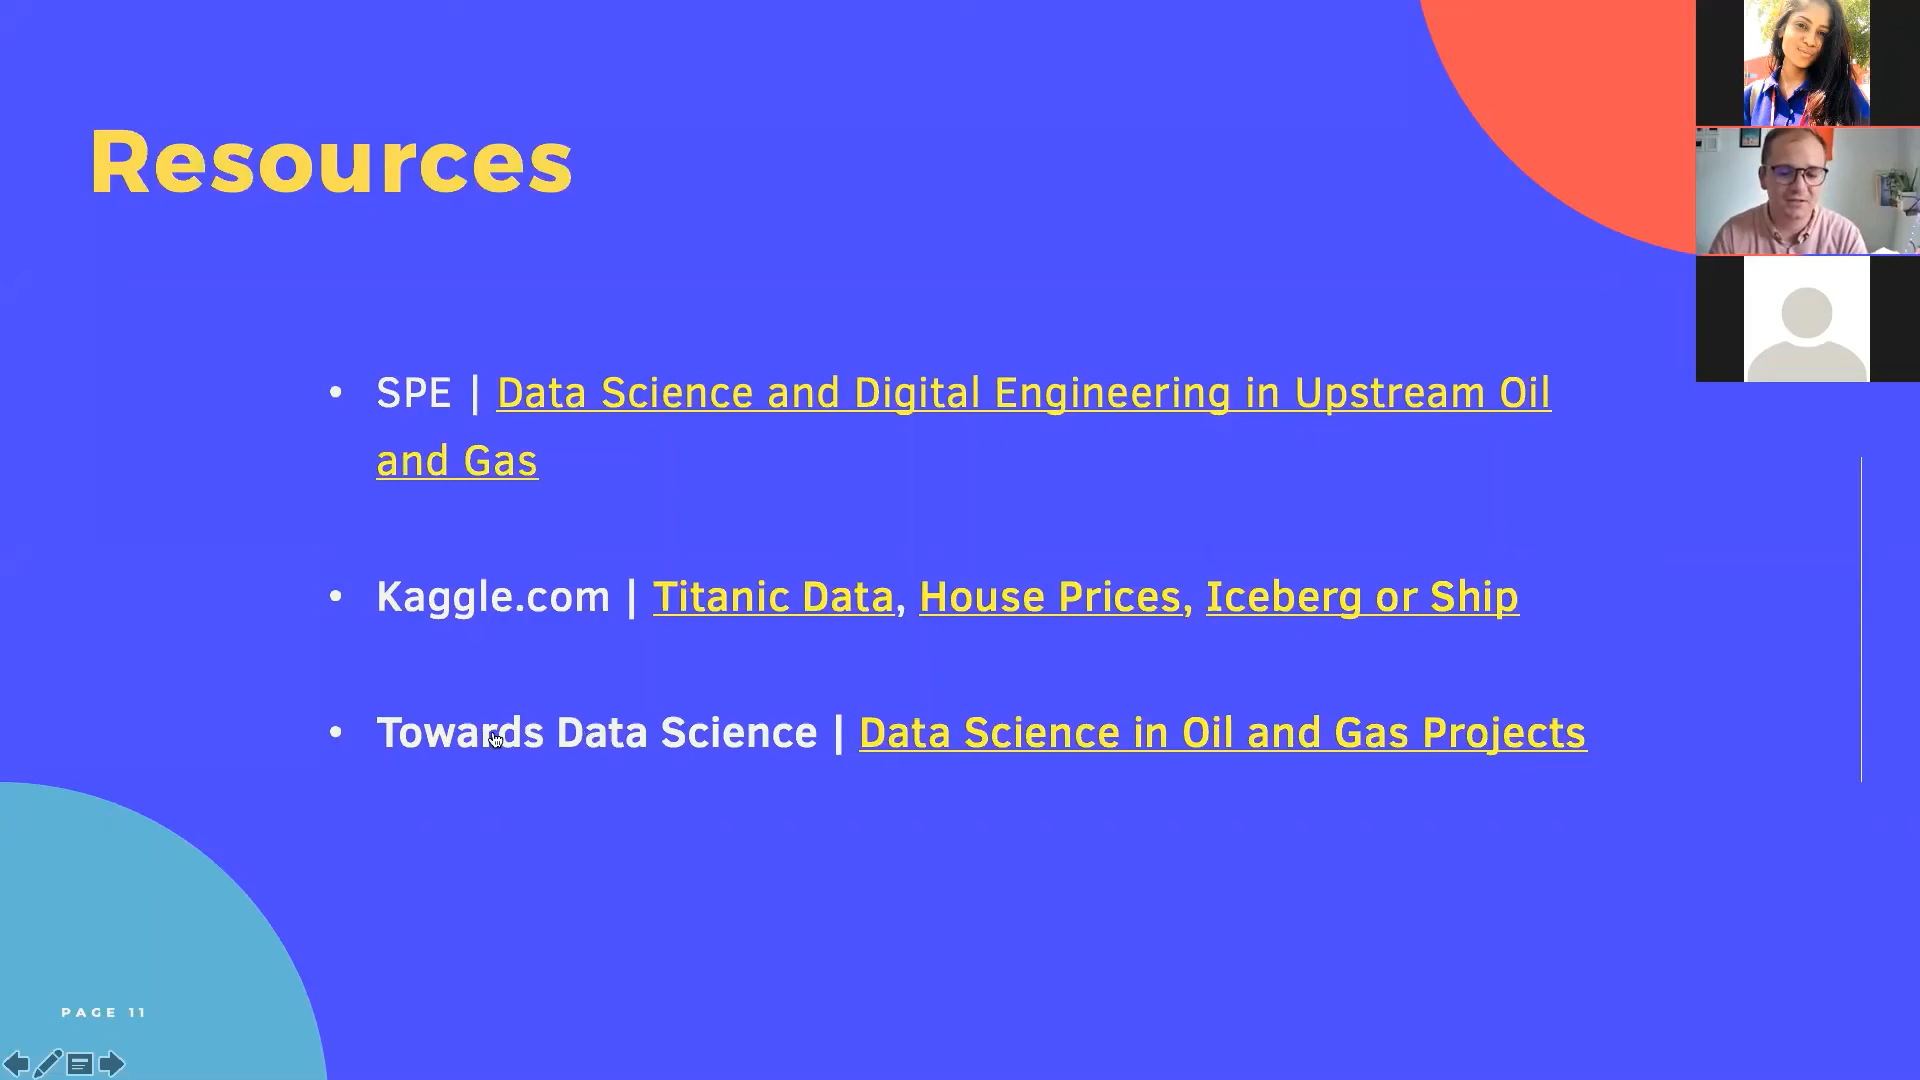 Resources
• SPE | Data Science and Digital Engineering in Upstream Oil
and Gas
• Kaggle.com | Titanic Data, House Prices, Iceberg or Ship
• Towards Data Science | Data Science in Oil and Gas Projects
PAGE 11